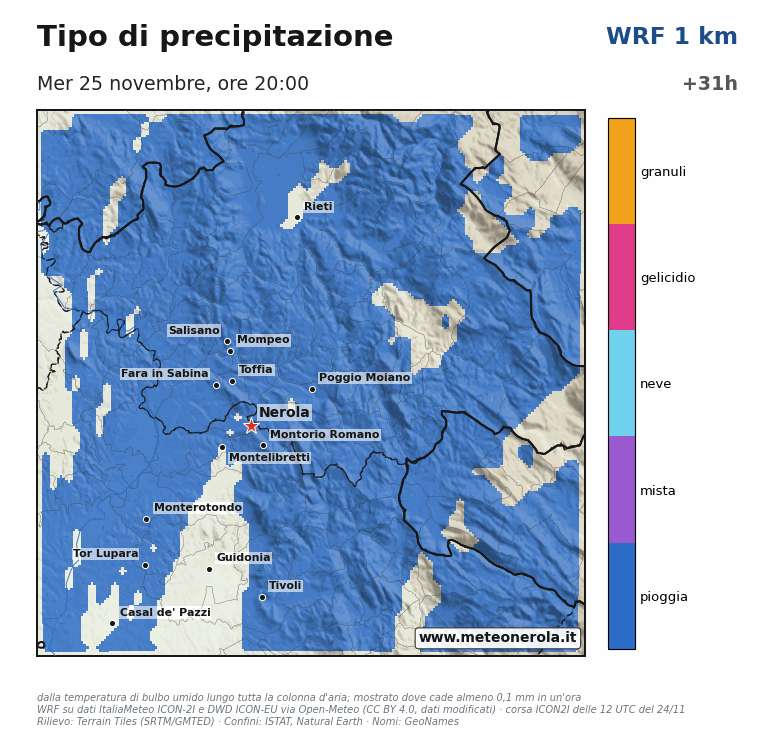 Tipo di precipitazione
WRF 1 km
Mer 25 novembre, ore 20:00
+31h
granuli
gelicidio
neve
mista
pioggia
Rieti
Salisano
Mompeo
Fara in Sabina
Toffia
Poggio Moiano
Nerola
Montorio Romano
Montelibretti
Monterotondo
Tor Lupara
Guidonia
Tivoli
Casal de' Pazzi
www.meteonerola.it
dalla temperatura di bulbo umido lungo tutta la colonna d'aria; mostrato dove cade almeno 0,1 mm in un'ora
WRF su dati ItaliaMeteo ICON-2I e DWD ICON-EU via Open-Meteo (CC BY 4.0, dati modificati) · corsa ICON2I delle 12 UTC del 24/11
Rilievo: Terrain Tiles (SRTM/GMTED) · Confini: ISTAT, Natural Earth · Nomi: GeoNames